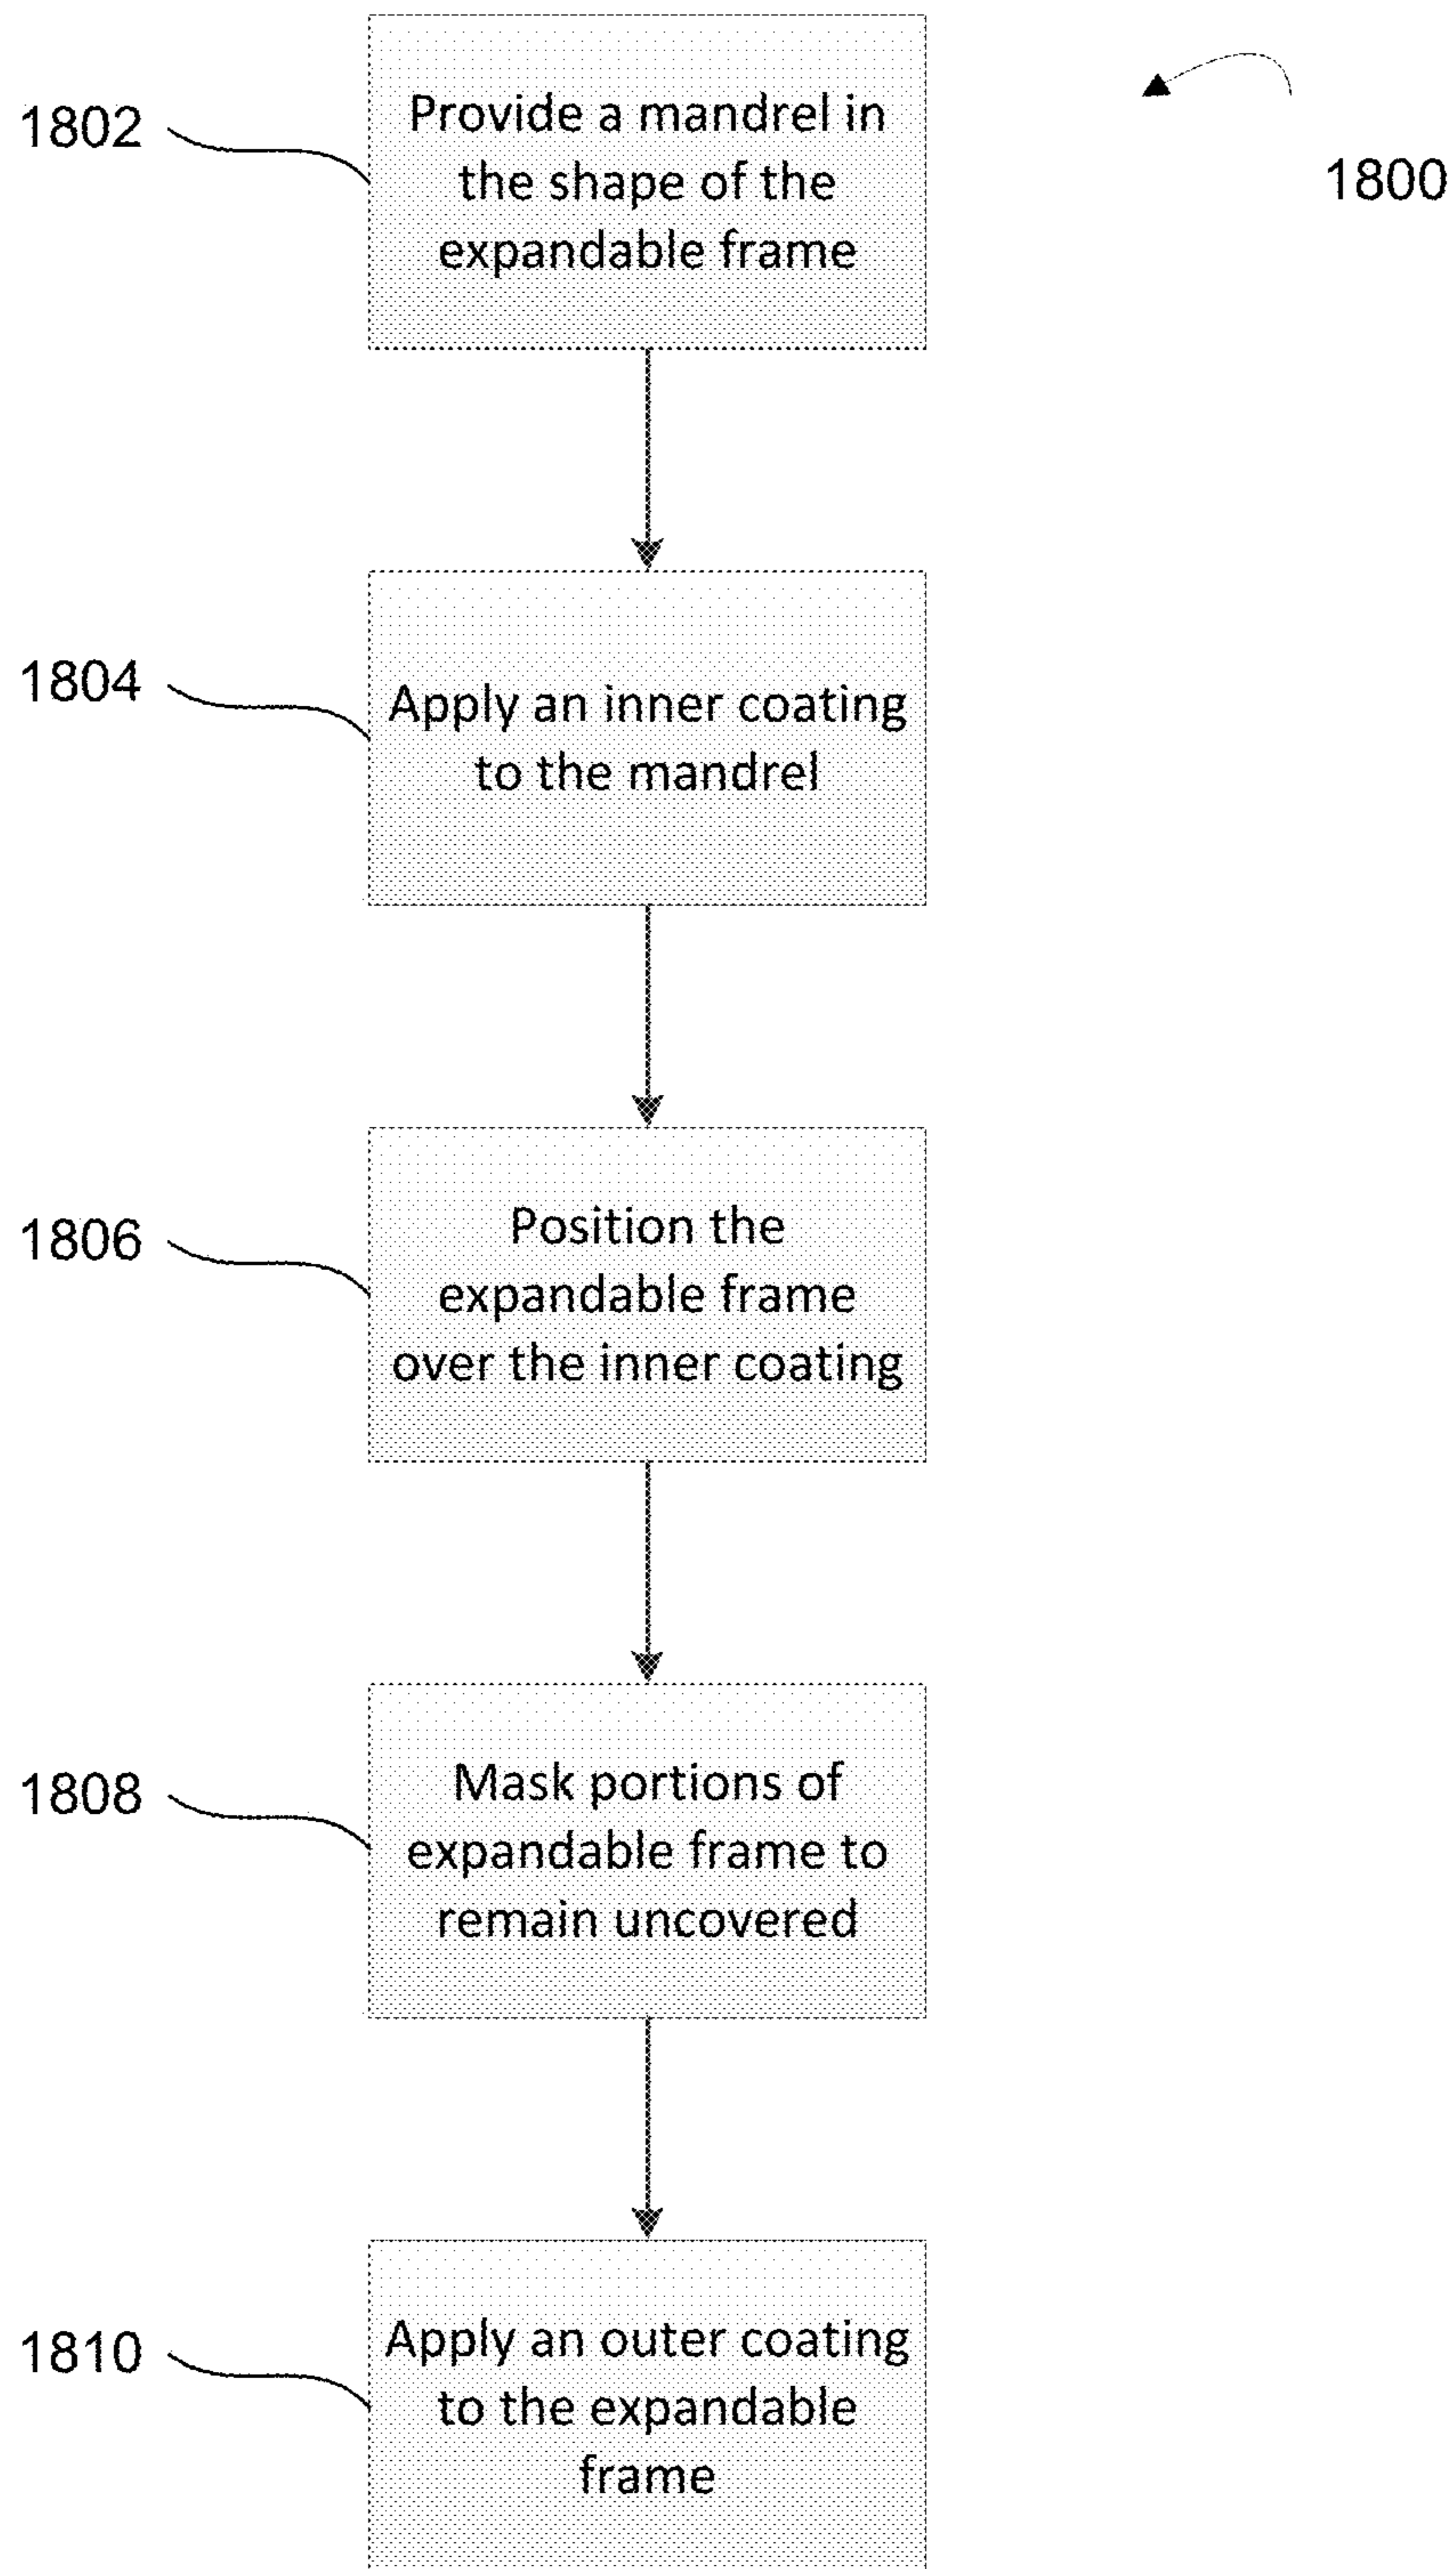 1800
1802
Provide a mandrel in
the shape of the
expandable frame
1804
Apply an inner coating
to the mandrel
1806
Position the
expandable frame
over the inner coating
1808
Mask portions of
expandable frame to
remain uncovered
1810
Apply an outer coating
to the expandable
frame